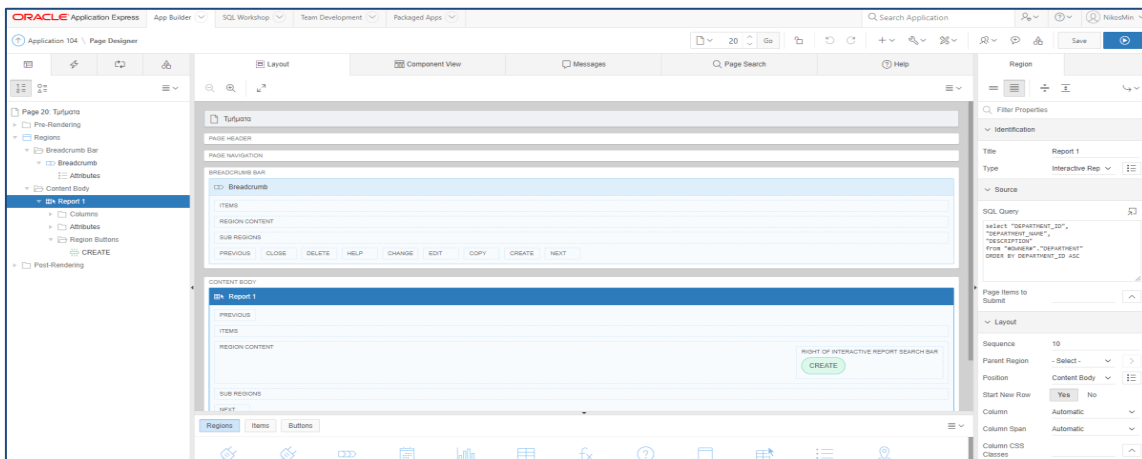 ORACLE Application Express App Builder SQL Workshop Team Development Packaged Apps Search Application NikosMin
Application 104 \ Page Designer 20 Go Save
Layout Component View Messages Page Search Help Region
Page 20: Τμήματα
Pre-Rendering
Regions
Breadcrumb Bar
Breadcrumb
Attributes
Content Body
Report 1
Columns
Attributes
Region Buttons
CREATE
Post-Rendering
Τμήματα
PAGE HEADER
PAGE NAVIGATION
BREADCRUMB BAR
Breadcrumb
ITEMS
REGION CONTENT
SUB REGIONS
PREVIOUS CLOSE DELETE HELP CHANGE EDIT COPY CREATE NEXT
CONTENT BODY
Report 1
PREVIOUS
ITEMS
REGION CONTENT
RIGHT OF INTERACTIVE REPORT SEARCH BAR
CREATE
SUB REGIONS
NEXT
Regions Items Buttons
Filter Properties
Identification
Title Report 1
Type Interactive Rep
Source
SQL Query
select "DEPARTMENT_ID",
"DEPARTMENT_NAME",
"DESCRIPTION"
from "#OWNER#"."DEPARTMENT"
ORDER BY DEPARTMENT_ID ASC
Page Items to
Submit
Layout
Sequence 10
Parent Region - Select -
Position Content Body
Start New Row Yes No
Column Automatic
Column Span Automatic
Column CSS
Classes